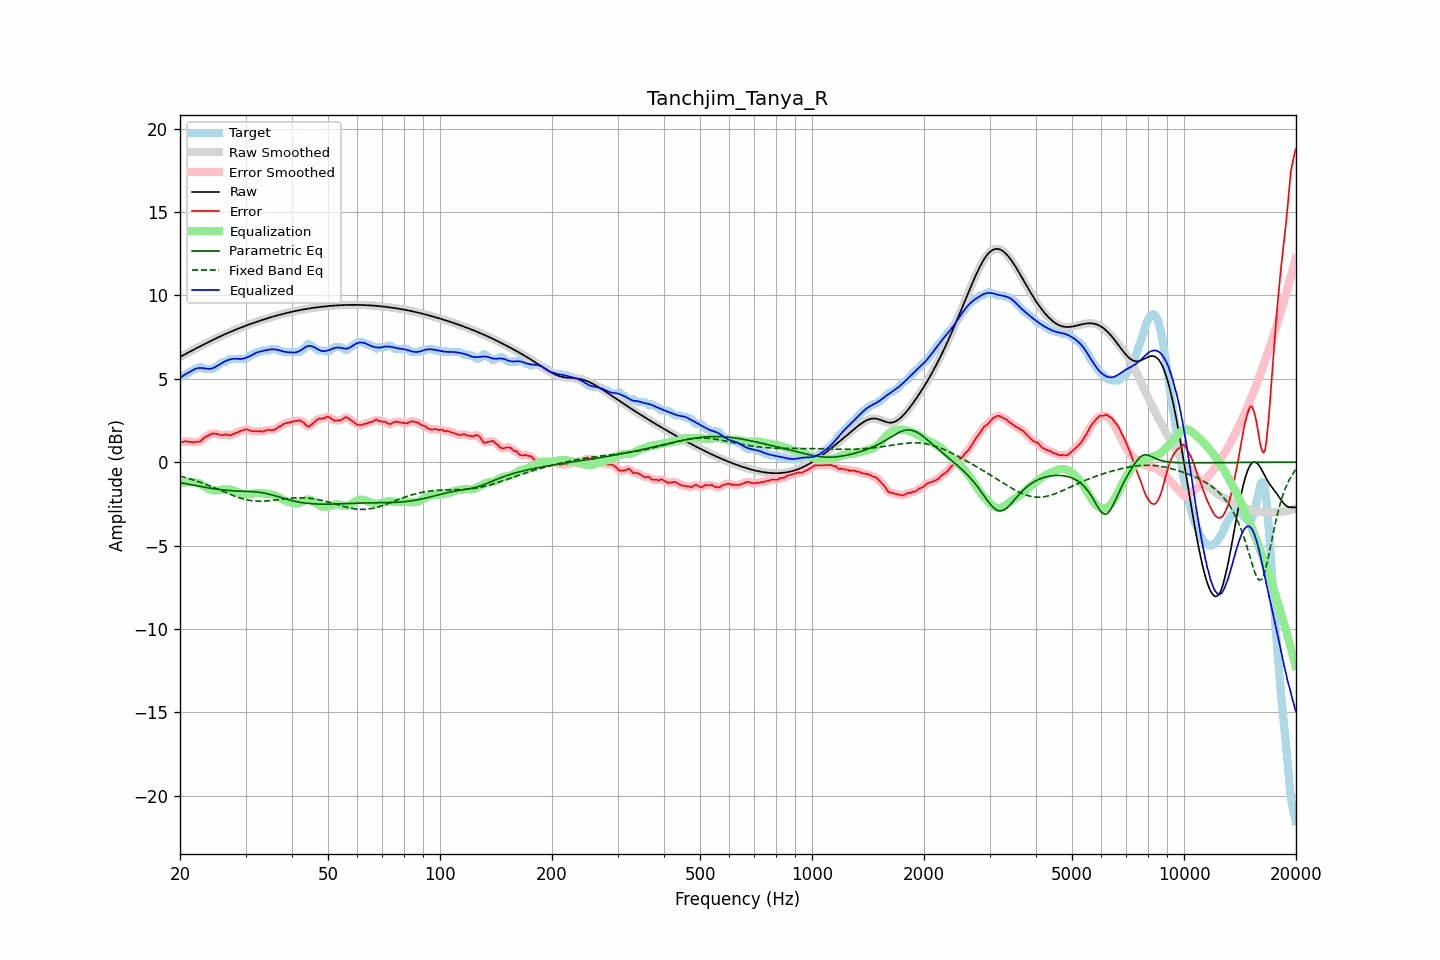 Tanchjim_Tanya_R
Target
Raw Smoothed
Error Smoothed
Raw
Error
Equalization
Parametric Eq
Fixed Band Eq
Equalized
20
15
10
5
0
−5
−10
−15
−20
Amplitude (dBr)
20
50
100
200
500
1000
2000
5000
10000
20000
Frequency (Hz)